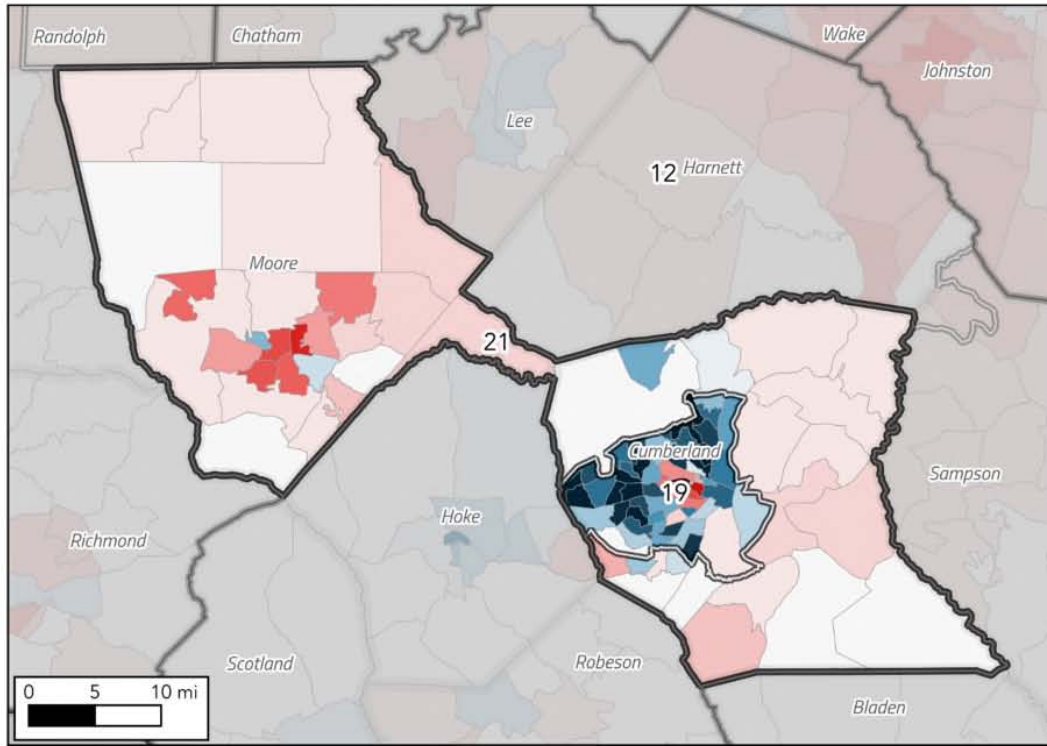 Randolph
Chatham
Wake
Johnston
Lee
12 Harnett
Moore
21
Cumberland
19
Sampson
Hoke
Richmond
Scotland
Robeson
Bladen
0 5 10 mi